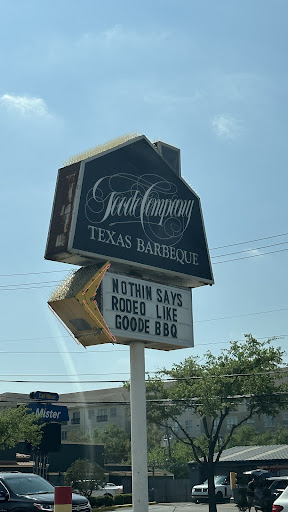 Goode Company
TEXAS BARBEQUE
NOTHIN SAYS
RODEO LIKE
GOODE BBQ
Mister